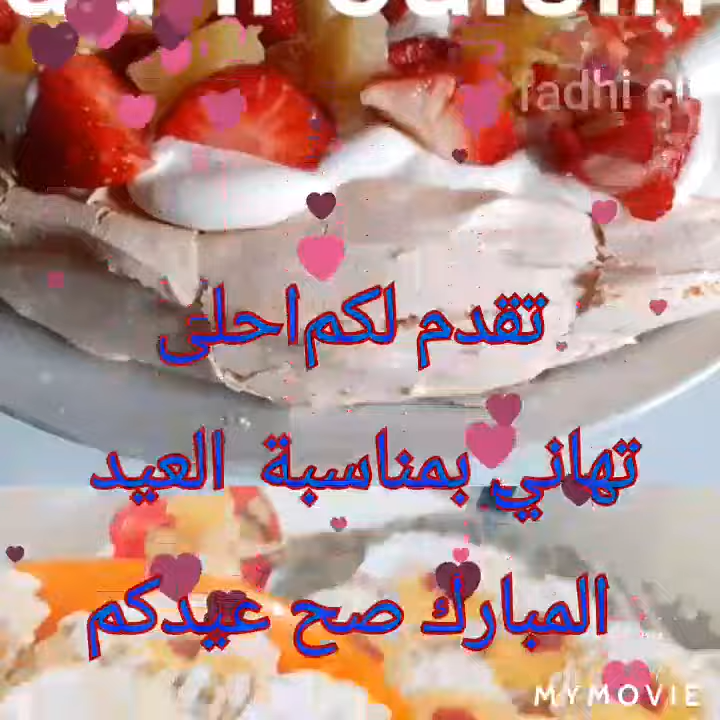 تقدم لكم احلى
تهاني بمناسبة العيد
المبارك صح عيدكم
MYMOVIE